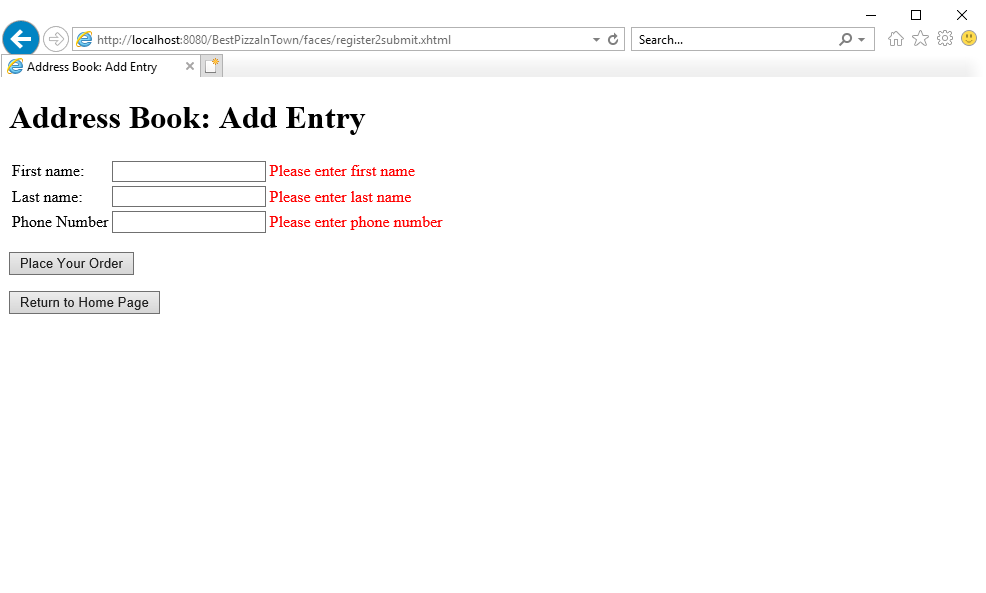 http://localhost:8080/BestPizzaInTown/faces/register2submit.xhtml
Search...
Address Book: Add Entry
Address Book: Add Entry
First name: Please enter first name
Last name: Please enter last name
Phone Number Please enter phone number
Place Your Order
Return to Home Page